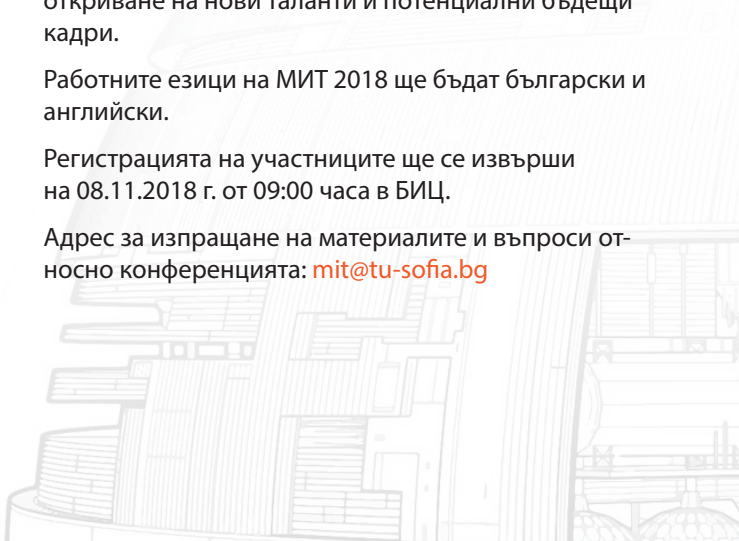 откриване на нови таланти и потенциални бъдещи
кадри.
Работните езици на МИТ 2018 ще бъдат български и
английски.
Регистрацията на участниците ще се извърши
на 08.11.2018 г. от 09:00 часа в БИЦ.
Адрес за изпращане на материалите и въпроси от-
носно конференцията: mit@tu-sofia.bg